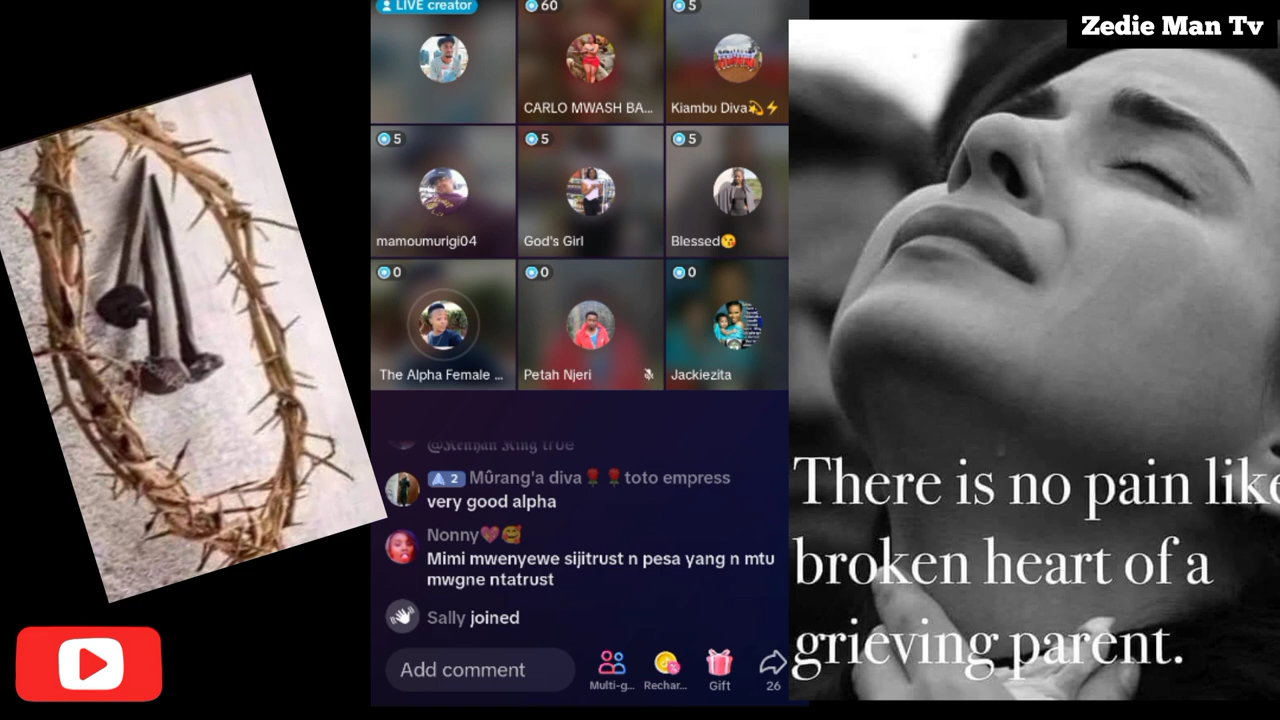 Zedie Man Tv
LIVE creator
60
5
CARLO MWASH BA...
Kiambu Diva💫⚡
5
5
5
mamoumurigi04
God's Girl
Blessed😘
0
0
0
The Alpha Female ...
Petah Njeri
Jackiezita
true
2 Mûrang'a diva🌹🌹toto empress
very good alpha
Nonny💖🥰
Mimi mwenyewe sijitrust n pesa yang n mtu
mwgne ntatrust
Sally joined
Add comment
Multi-g...
Rechar...
Gift
26
There is no pain like
broken heart of a
grieving parent.